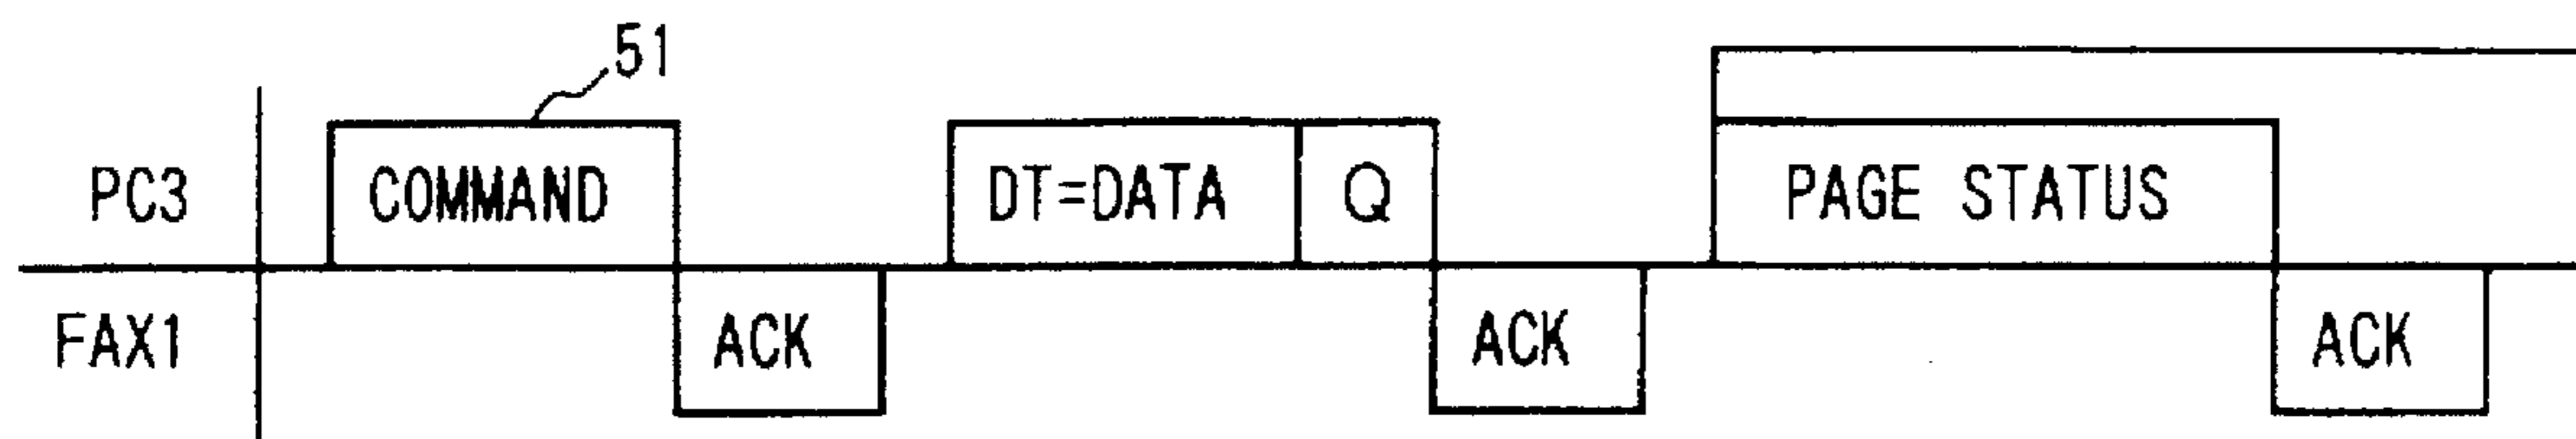 51
PC3 COMMAND DT=DATA Q PAGE STATUS
FAX1 ACK ACK ACK